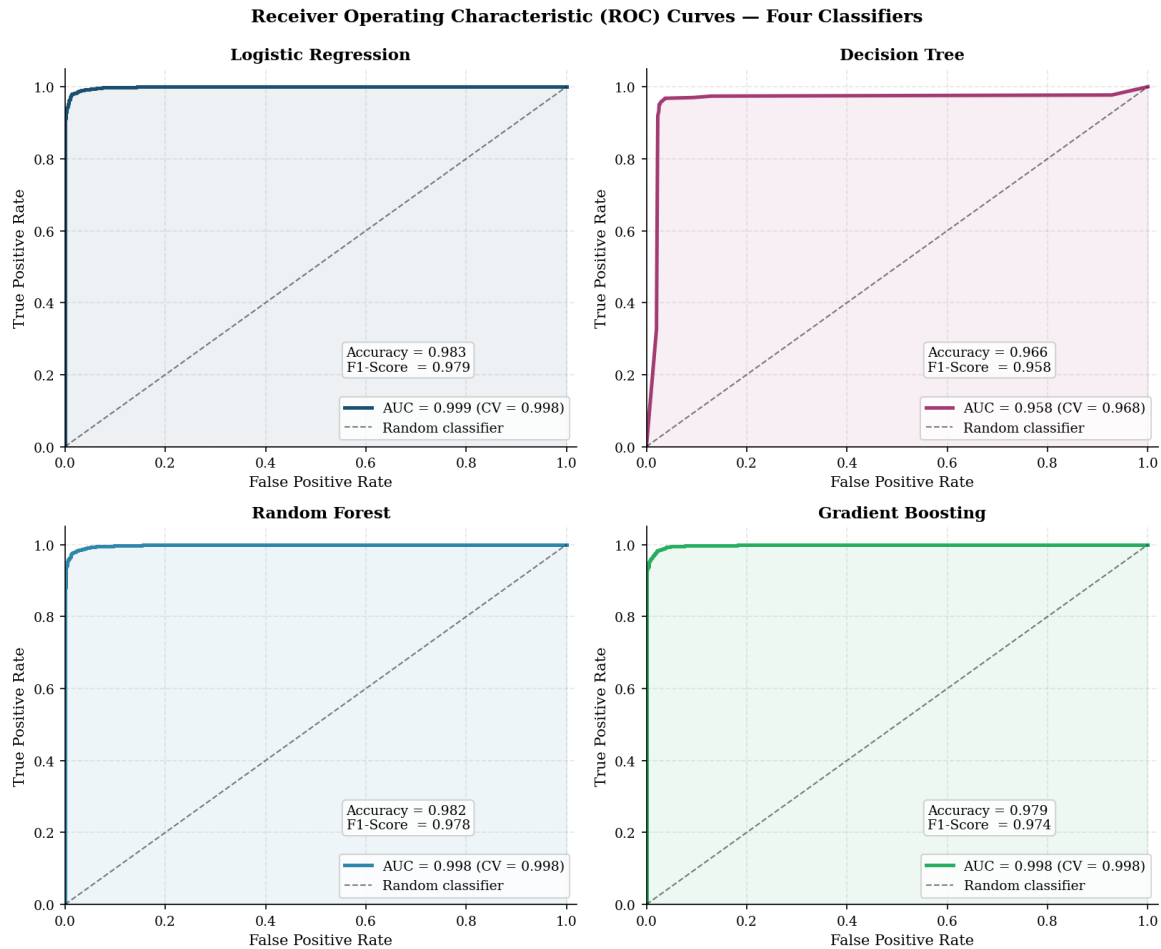 Receiver Operating Characteristic (ROC) Curves — Four Classifiers
Logistic Regression
True Positive Rate
1.0
0.8
0.6
0.4
0.2
0.0
Accuracy = 0.983
F1-Score = 0.979
AUC = 0.999 (CV = 0.998)
Random classifier
0.0 0.2 0.4 0.6 0.8 1.0
False Positive Rate
Decision Tree
True Positive Rate
1.0
0.8
0.6
0.4
0.2
0.0
Accuracy = 0.966
F1-Score = 0.958
AUC = 0.958 (CV = 0.968)
Random classifier
0.0 0.2 0.4 0.6 0.8 1.0
False Positive Rate
Random Forest
True Positive Rate
1.0
0.8
0.6
0.4
0.2
0.0
Accuracy = 0.982
F1-Score = 0.978
AUC = 0.998 (CV = 0.998)
Random classifier
0.0 0.2 0.4 0.6 0.8 1.0
False Positive Rate
Gradient Boosting
True Positive Rate
1.0
0.8
0.6
0.4
0.2
0.0
Accuracy = 0.979
F1-Score = 0.974
AUC = 0.998 (CV = 0.998)
Random classifier
0.0 0.2 0.4 0.6 0.8 1.0
False Positive Rate